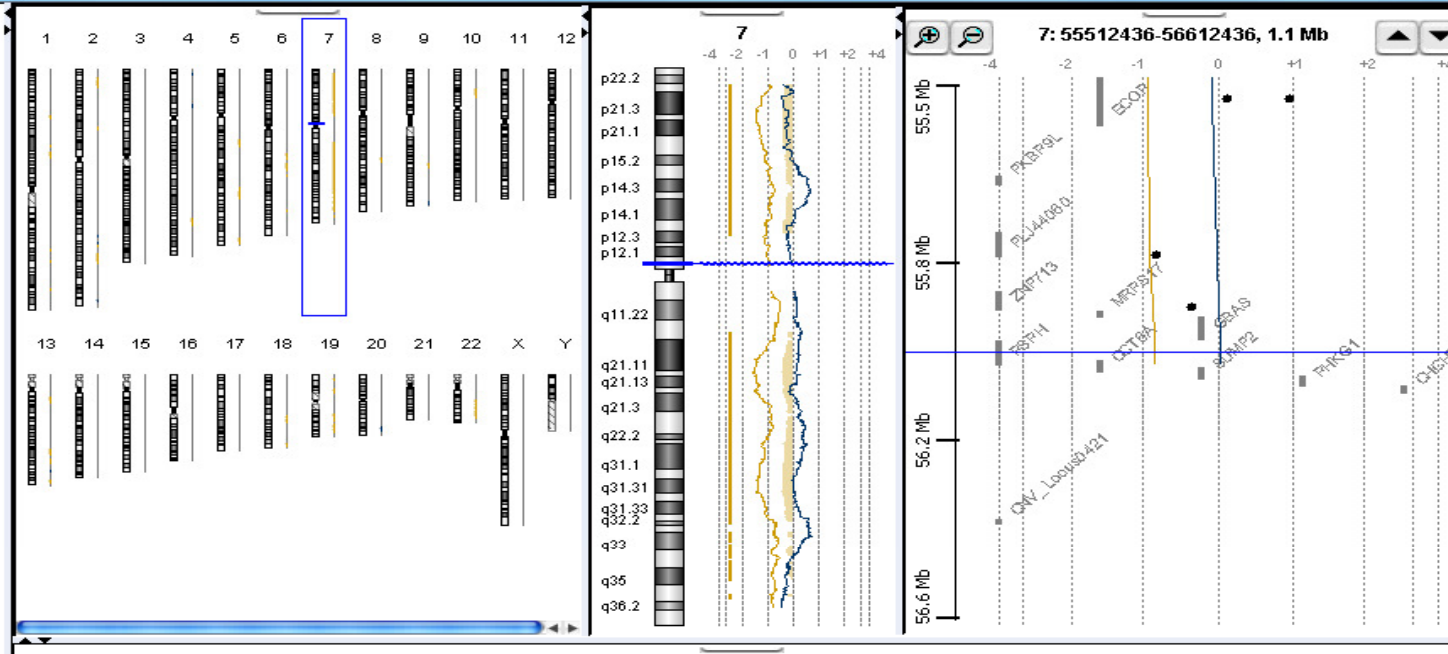 1 2 3 4 5 6 7 8 9 10 11 12
13 14 15 16 17 18 19 20 21 22 X Y
7
-4 -2 -1 0 +1 +2 +4
p22.2
p21.3
p21.1
p15.2
p14.3
p14.1
p12.3
p12.1
q11.22
q21.11
q21.13
q21.3
q22.2
q31.1
q31.31
q31.33
q32.2
q33
q35
q36.2
7: 55512436-56612436, 1.1 Mb
-4 -2 -1 0 +1 +2
55.5 Mb
55.8 Mb
56.2 Mb
56.6 Mb
ECOP
FKBP9L
FLJ44060
ZNF713
MRPS17
GBAS
PSPH
CCT6A
SUMF2
PHKG1
CNV_Locus0421